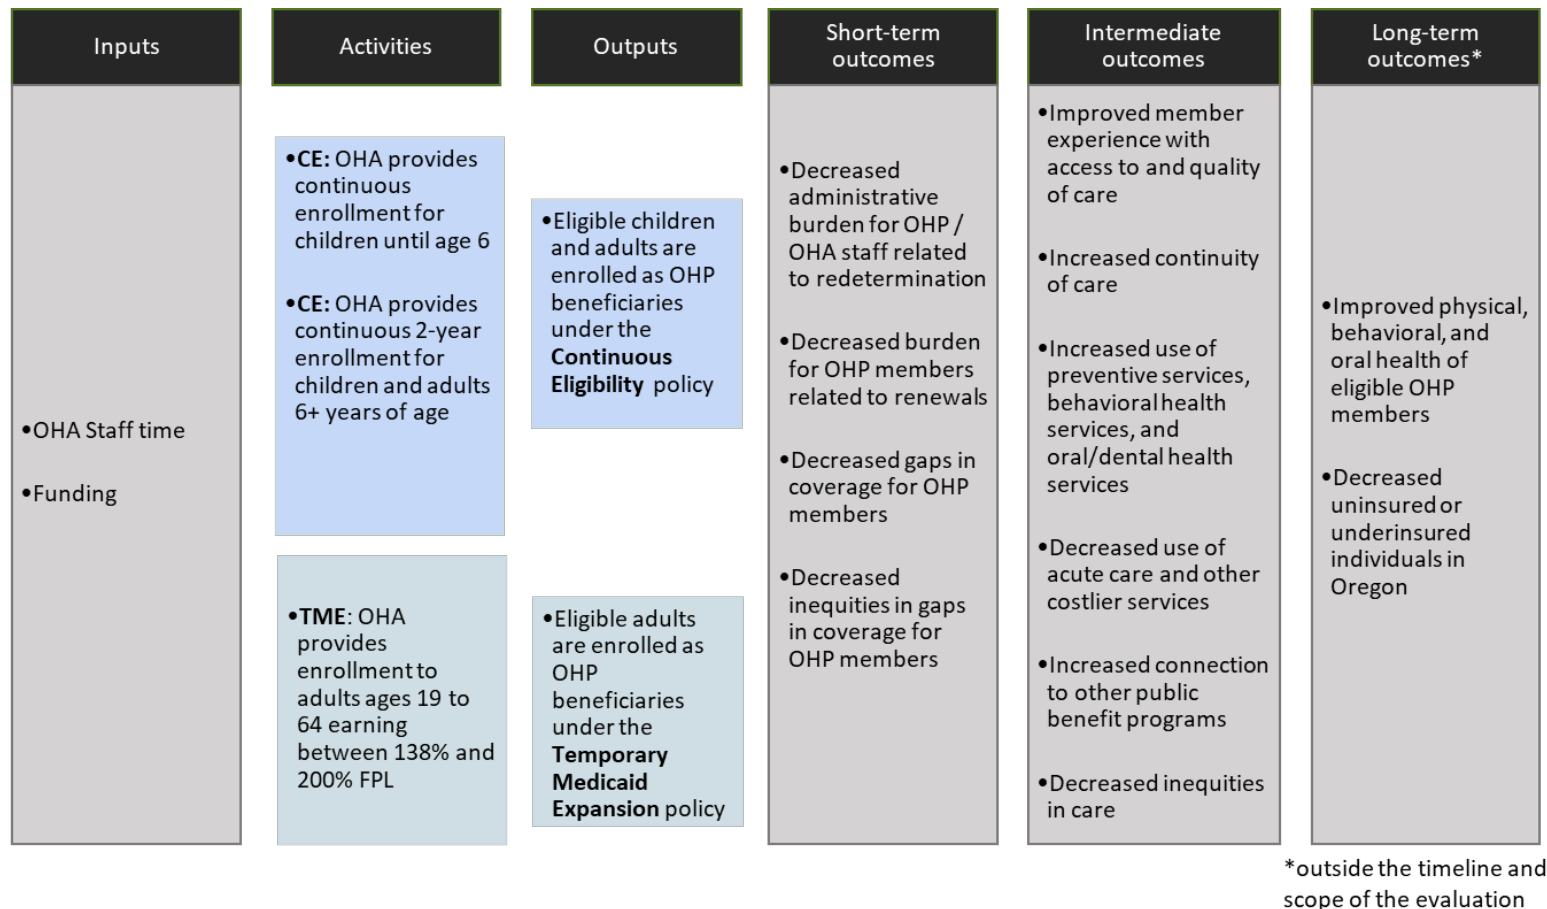 Inputs
•OHA Staff time
•Funding
Activities
•CE: OHA provides
continuous
enrollment for
children until age 6
•CE: OHA provides
continuous 2-year
enrollment for
children and adults
6+ years of age
•TME: OHA
provides
enrollment to
adults ages 19 to
64 earning
between 138% and
200% FPL
Outputs
•Eligible children
and adults are
enrolled as OHP
beneficiaries
under the
Continuous
Eligibility policy
•Eligible adults
are enrolled as
OHP
beneficiaries
under the
Temporary
Medicaid
Expansion policy
Short-term
outcomes
•Decreased
administrative
burden for OHP /
OHA staff related
to redetermination
•Decreased burden
for OHP members
related to renewals
•Decreased gaps in
coverage for OHP
members
•Decreased
inequities in gaps
in coverage for
OHP members
Intermediate
outcomes
•Improved member
experience with
access to and quality
of care
•Increased continuity
of care
•Increased use of
preventive services,
behavioral health
services, and
oral/dental health
services
•Decreased use of
acute care and other
costlier services
•Increased connection
to other public
benefit programs
•Decreased inequities
in care
Long-term
outcomes*
•Improved physical,
behavioral, and
oral health of
eligible OHP
members
•Decreased
uninsured or
underinsured
individuals in
Oregon
*outside the timeline and
scope of the evaluation